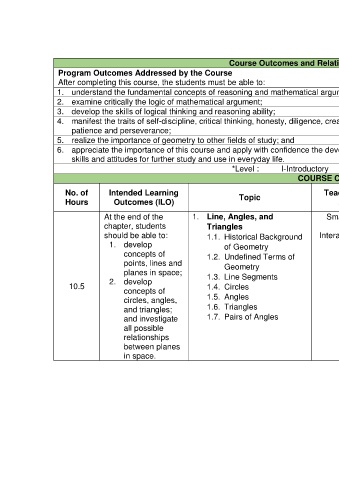 Course Outcomes and Relati
Program Outcomes Addressed by the Course
After completing this course, the students must be able to:
1. understand the fundamental concepts of reasoning and mathematical argu
2. examine critically the logic of mathematical argument;
3. develop the skills of logical thinking and reasoning ability;
4. manifest the traits of self-discipline, critical thinking, honesty, diligence, crea
patience and perseverance;
5. realize the importance of geometry to other fields of study; and
6. appreciate the importance of this course and apply with confidence the deve
skills and attitudes for further study and use in everyday life.
*Level : I-Introductory
COURSE C
No. of
Hours
Intended Learning
Outcomes (ILO)
Topic
Teac
10.5
At the end of the
chapter, students
should be able to:
1. develop
concepts of
points, lines and
planes in space;
2. develop
concepts of
circles, angles,
and triangles;
and investigate
all possible
relationships
between planes
in space.
1. Line, Angles, and
Triangles
1.1. Historical Background
of Geometry
1.2. Undefined Terms of
Geometry
1.3. Line Segments
1.4. Circles
1.5. Angles
1.6. Triangles
1.7. Pairs of Angles
Sma
Intera